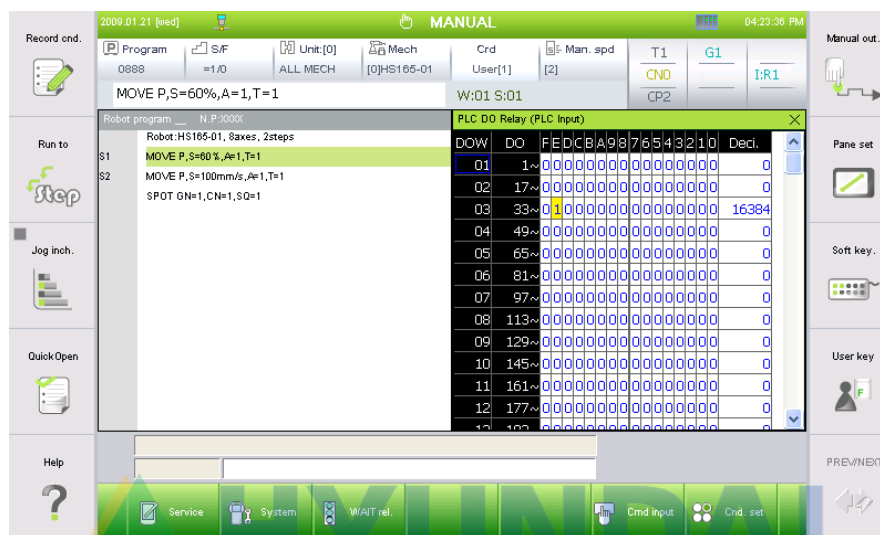 2009.01.21 [wed] MANUAL 04:23:36 PM
Record cnd.
Manual out.
Program S/F Unit:[0] Mech Crd Man. spd T1 G1
0888 =1/0 ALL MECH [0]HS165-01 User[1] [2] CN0 I:R1
MOVE P,S=60%,A=1,T=1 W:01 S:01 CP2
Robot program __ N.P:XXXX PLC DO Relay (PLC Input)
Robot:HS165-01, 8axes, 2steps
S1 MOVE P,S=60%,A=1,T=1
S2 MOVE P,S=100mm/s,A=1,T=1
SPOT GN=1,CN=1,SQ=1
DOW DO F E D C B A 9 8 7 6 5 4 3 2 1 0 Deci.
01 1~ 0 0 0 0 0 0 0 0 0 0 0 0 0 0 0 0 0
02 17~ 0 0 0 0 0 0 0 0 0 0 0 0 0 0 0 0 0
03 33~ 0 1 0 0 0 0 0 0 0 0 0 0 0 0 0 0 16384
04 49~ 0 0 0 0 0 0 0 0 0 0 0 0 0 0 0 0 0
05 65~ 0 0 0 0 0 0 0 0 0 0 0 0 0 0 0 0 0
06 81~ 0 0 0 0 0 0 0 0 0 0 0 0 0 0 0 0 0
07 97~ 0 0 0 0 0 0 0 0 0 0 0 0 0 0 0 0 0
08 113~ 0 0 0 0 0 0 0 0 0 0 0 0 0 0 0 0 0
09 129~ 0 0 0 0 0 0 0 0 0 0 0 0 0 0 0 0 0
10 145~ 0 0 0 0 0 0 0 0 0 0 0 0 0 0 0 0 0
11 161~ 0 0 0 0 0 0 0 0 0 0 0 0 0 0 0 0 0
12 177~ 0 0 0 0 0 0 0 0 0 0 0 0 0 0 0 0 0
Run to
Step
Jog inch.
QuickOpen
Help
Pane set
Soft key.
User key
F
PREV/NEXT
Service System WAIT rel. Cmd input Cnd. set
HYUNDAI